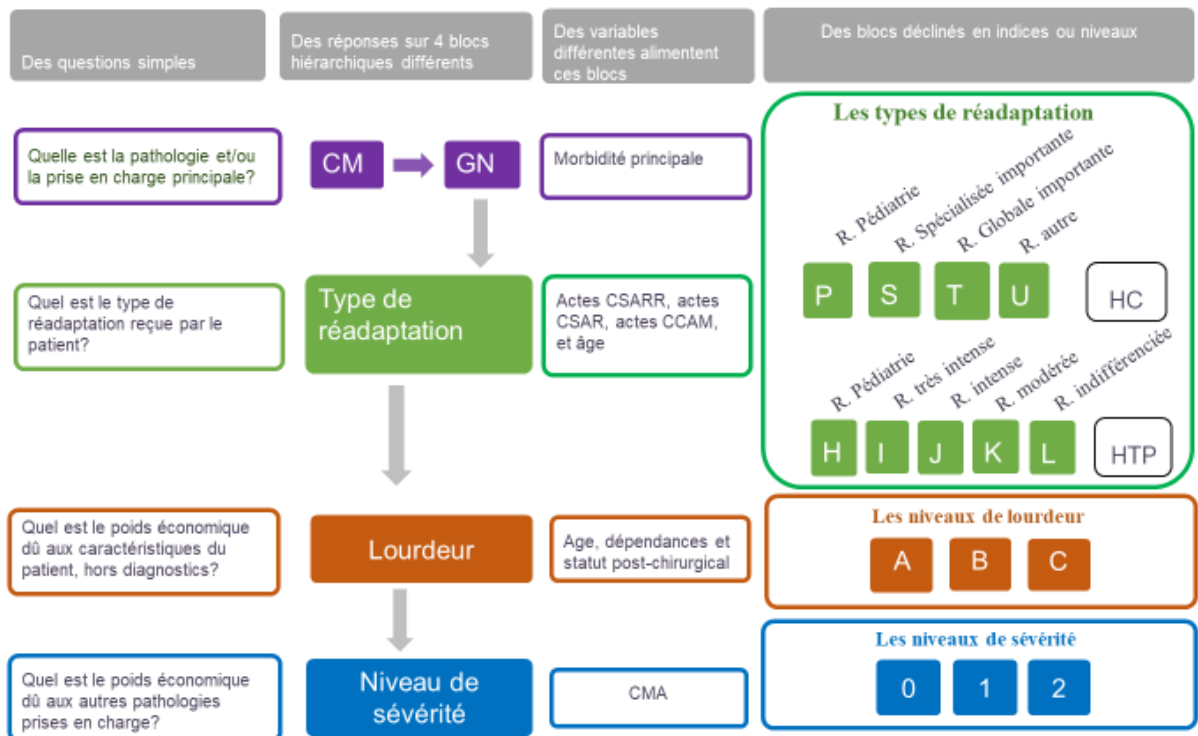 Des questions simples
Des réponses sur 4 blocs
hiérarchiques différents
Des variables
différentes alimentent
ces blocs
Des blocs déclinés en indices ou niveaux
Quelle est la pathologie et/ou
la prise en charge principale?
CM
GN
Morbidité principale
Les types de réadaptation
R. Pédiatrie
R. Spécialisée importante
R. Globale importante
R. autre
P
S
T
U
HC
Quel est le type de
réadaptation reçue par le
patient?
Type de
réadaptation
Actes CSARR, actes
CSAR, actes CCAM,
et âge
R. Pédiatrie
R. très intense
R. intense
R. modérée
R. indifférenciée
H
I
J
K
L
HTP
Quel est le poids économique
dû aux caractéristiques du
patient, hors diagnostics?
Lourdeur
Age, dépendances et
statut post-chirurgical
Les niveaux de lourdeur
A
B
C
Quel est le poids économique
dû aux autres pathologies
prises en charge?
Niveau de
sévérité
CMA
Les niveaux de sévérité
0
1
2